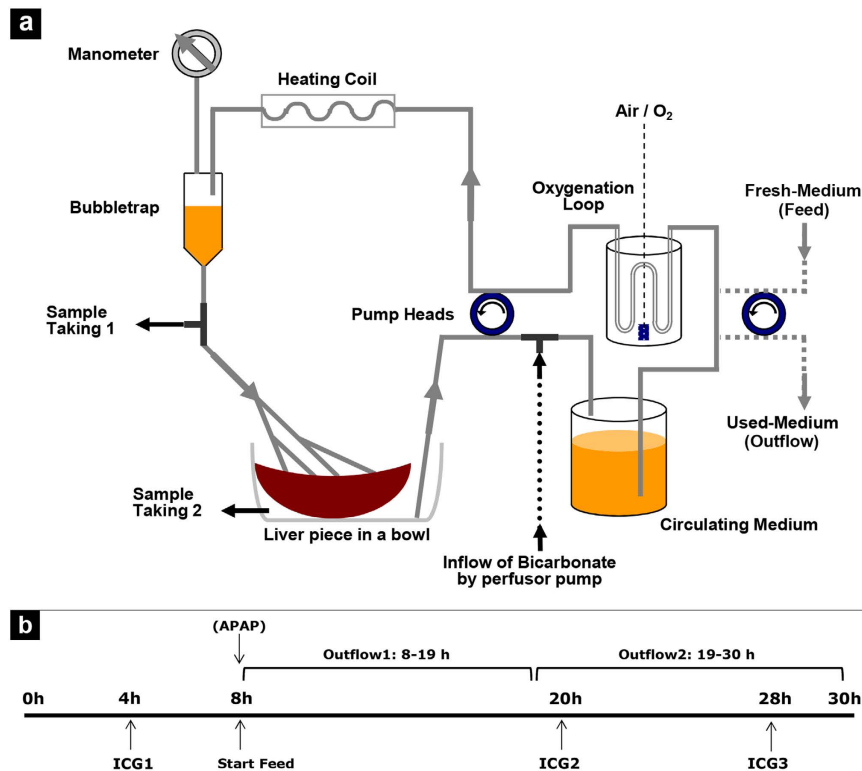 a
Manometer
Heating Coil
Air / O₂
Bubbletrap
Oxygenation
Loop
Fresh-Medium
(Feed)
Sample
Taking 1
Pump Heads
Used-Medium
(Outflow)
Sample
Taking 2
Liver piece in a bowl
Circulating Medium
Inflow of Bicarbonate
by perfusor pump
b
(APAP)
Outflow1: 8-19 h
Outflow2: 19-30 h
0h 4h 8h 20h 28h 30h
ICG1 Start Feed ICG2 ICG3